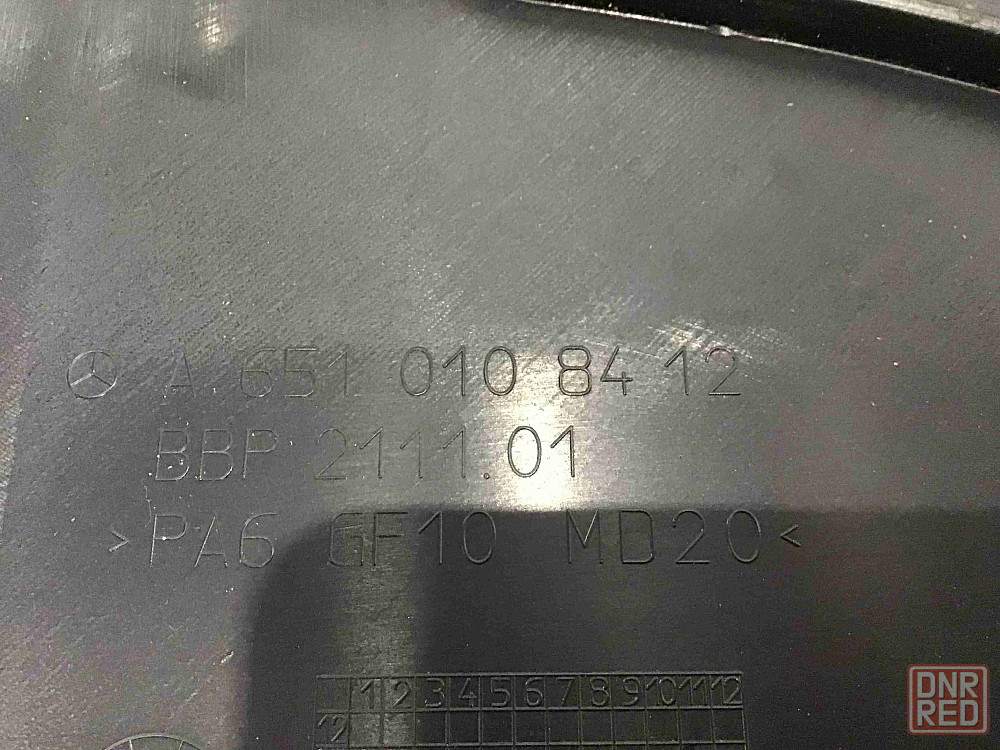 A 651 010 84 12
BBP 2111.01
>PA6 GF10 MD20<
1 2 3 4 5 6 7 8 9 10 11 12
12
DNR
RED